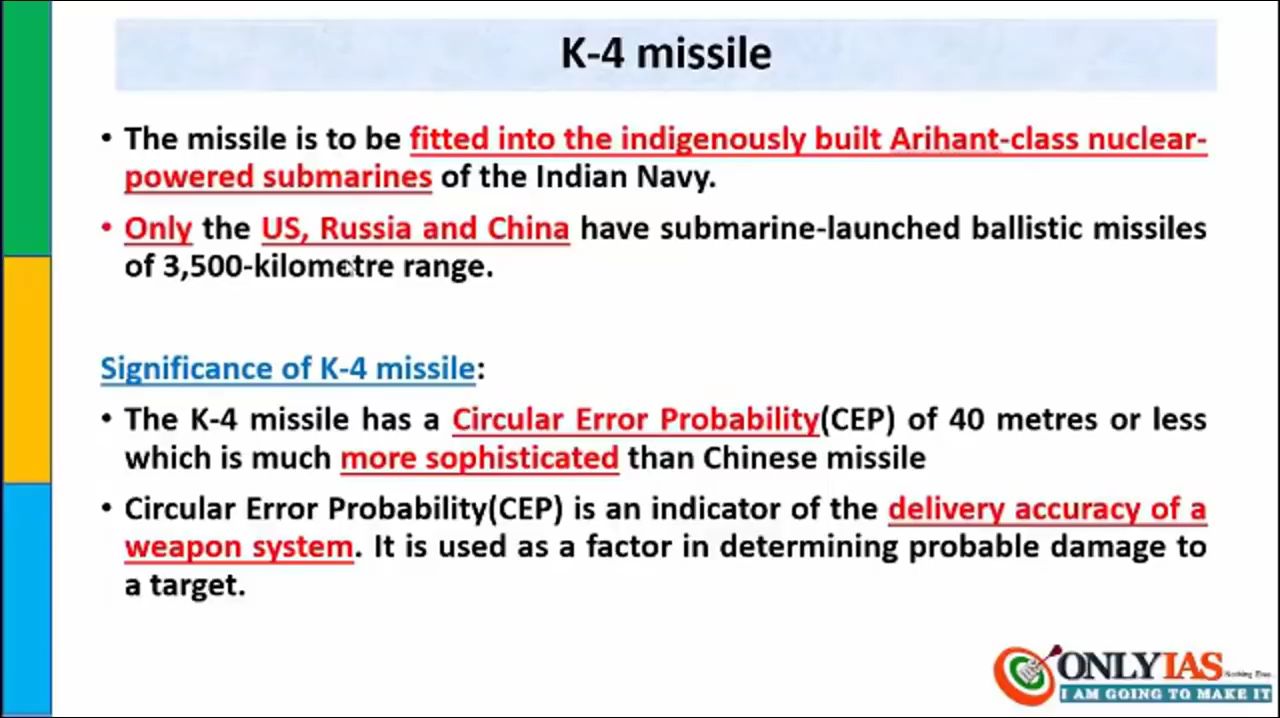 K-4 missile
• The missile is to be fitted into the indigenously built Arihant-class nuclear-
powered submarines of the Indian Navy.
• Only the US, Russia and China have submarine-launched ballistic missiles
of 3,500-kilometre range.
Significance of K-4 missile:
• The K-4 missile has a Circular Error Probability(CEP) of 40 metres or less
which is much more sophisticated than Chinese missile
• Circular Error Probability(CEP) is an indicator of the delivery accuracy of a
weapon system. It is used as a factor in determining probable damage to
a target.
ONLYIAS
I AM GOING TO MAKE IT